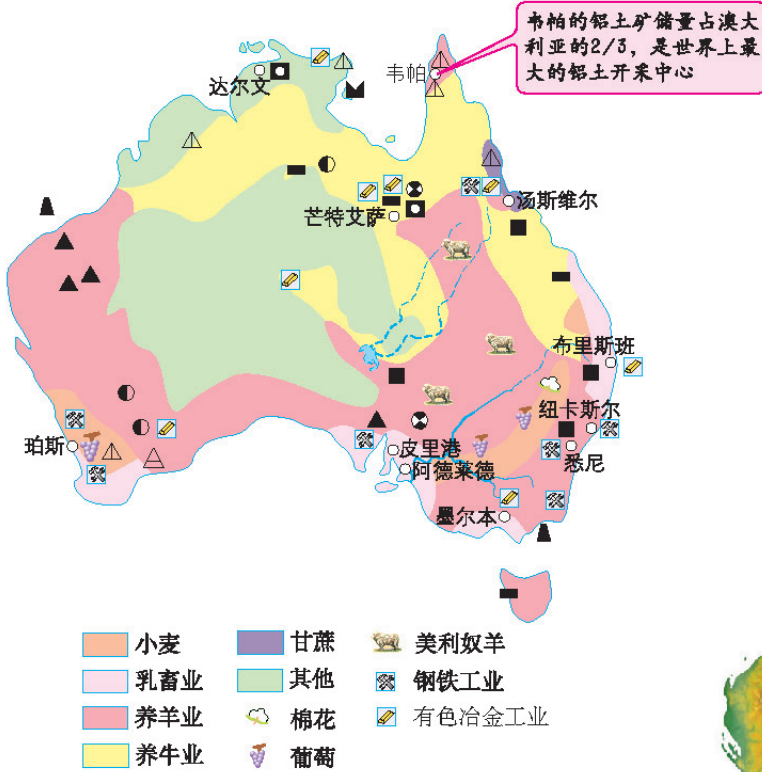 韦帕的铝土矿储量占澳大
利亚的2/3，是世界上最
大的铝土开采中心
韦帕
达尔文
汤斯维尔
芒特艾萨
布里斯班
纽卡斯尔
珀斯
皮里港
悉尼
阿德莱德
墨尔本
小麦
甘蔗
美利奴羊
乳畜业
其他
钢铁工业
养羊业
棉花
有色冶金工业
养牛业
葡萄